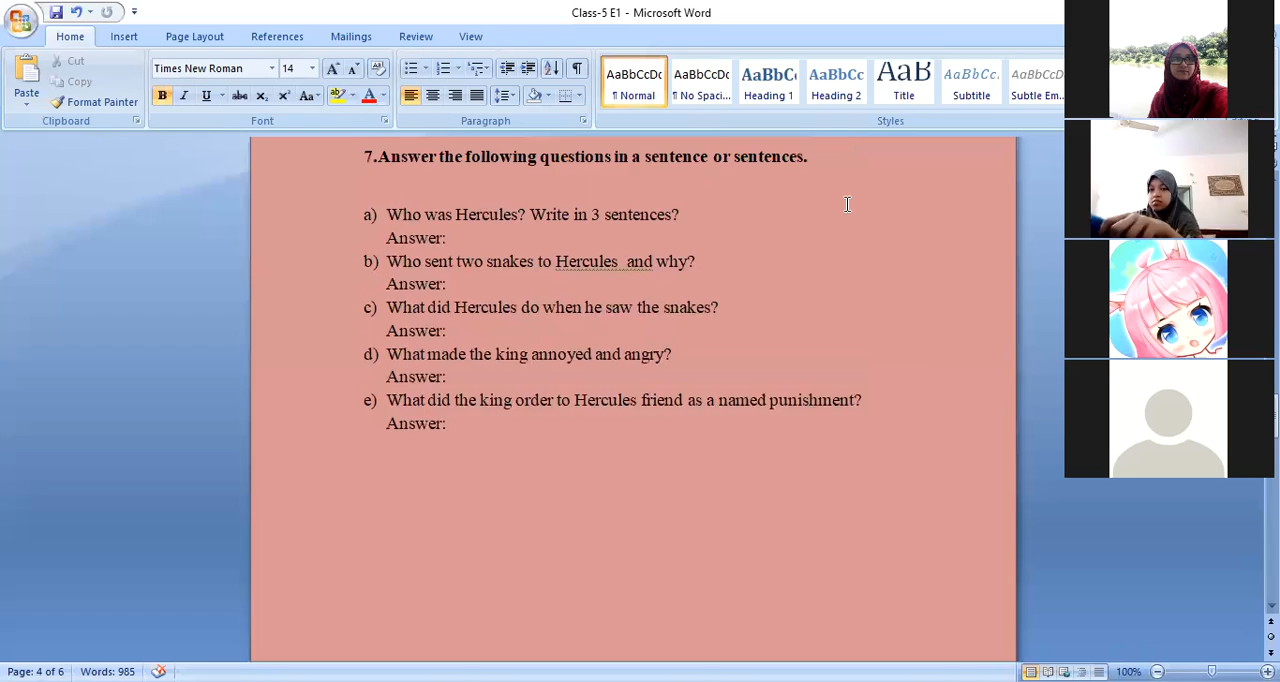 Class-5 E1 - Microsoft Word
Home Insert Page Layout References Mailings Review View
Paste
Cut
Copy
Format Painter
Clipboard
Times New Roman 14
B I U abc X₂ X² Aa
Font
Paragraph
AaBbCcDc AaBbCcDc AaBbC AaBbCc AaB AaBbCc. AaBbCcDc
¶ Normal ¶ No Spaci... Heading 1 Heading 2 Title Subtitle Subtle Em...
Styles
7.Answer the following questions in a sentence or sentences.
a) Who was Hercules? Write in 3 sentences?
Answer:
b) Who sent two snakes to Hercules  and why?
Answer:
c) What did Hercules do when he saw the snakes?
Answer:
d) What made the king annoyed and angry?
Answer:
e) What did the king order to Hercules friend as a named punishment?
Answer:
Page: 4 of 6 Words: 985 100%